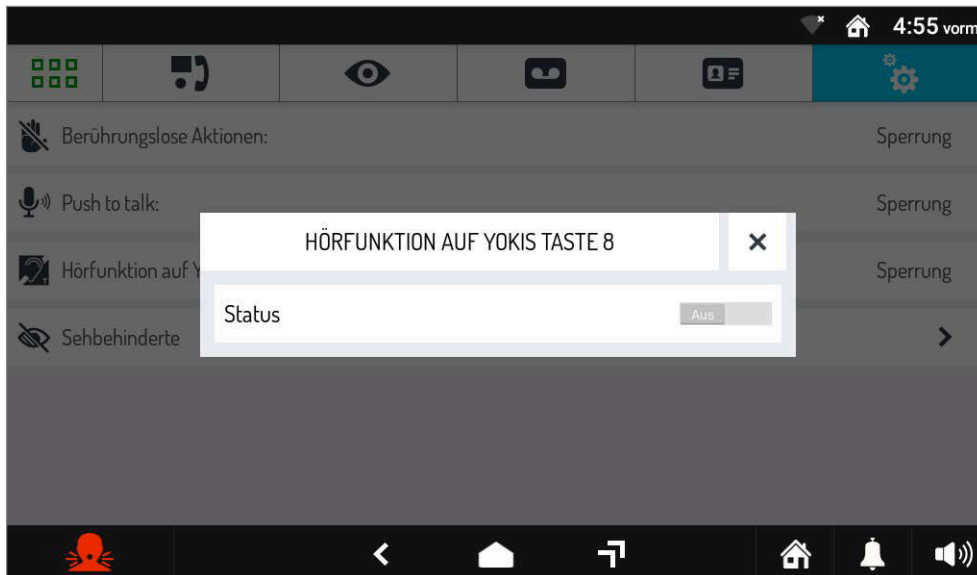 4:55 vorm
Berührungslose Aktionen: Sperrung
Push to talk: Sperrung
HÖRFUNKTION AUF YOKIS TASTE 8
Hörfunktion auf Sperrung
Status Aus
Sehbehinderte